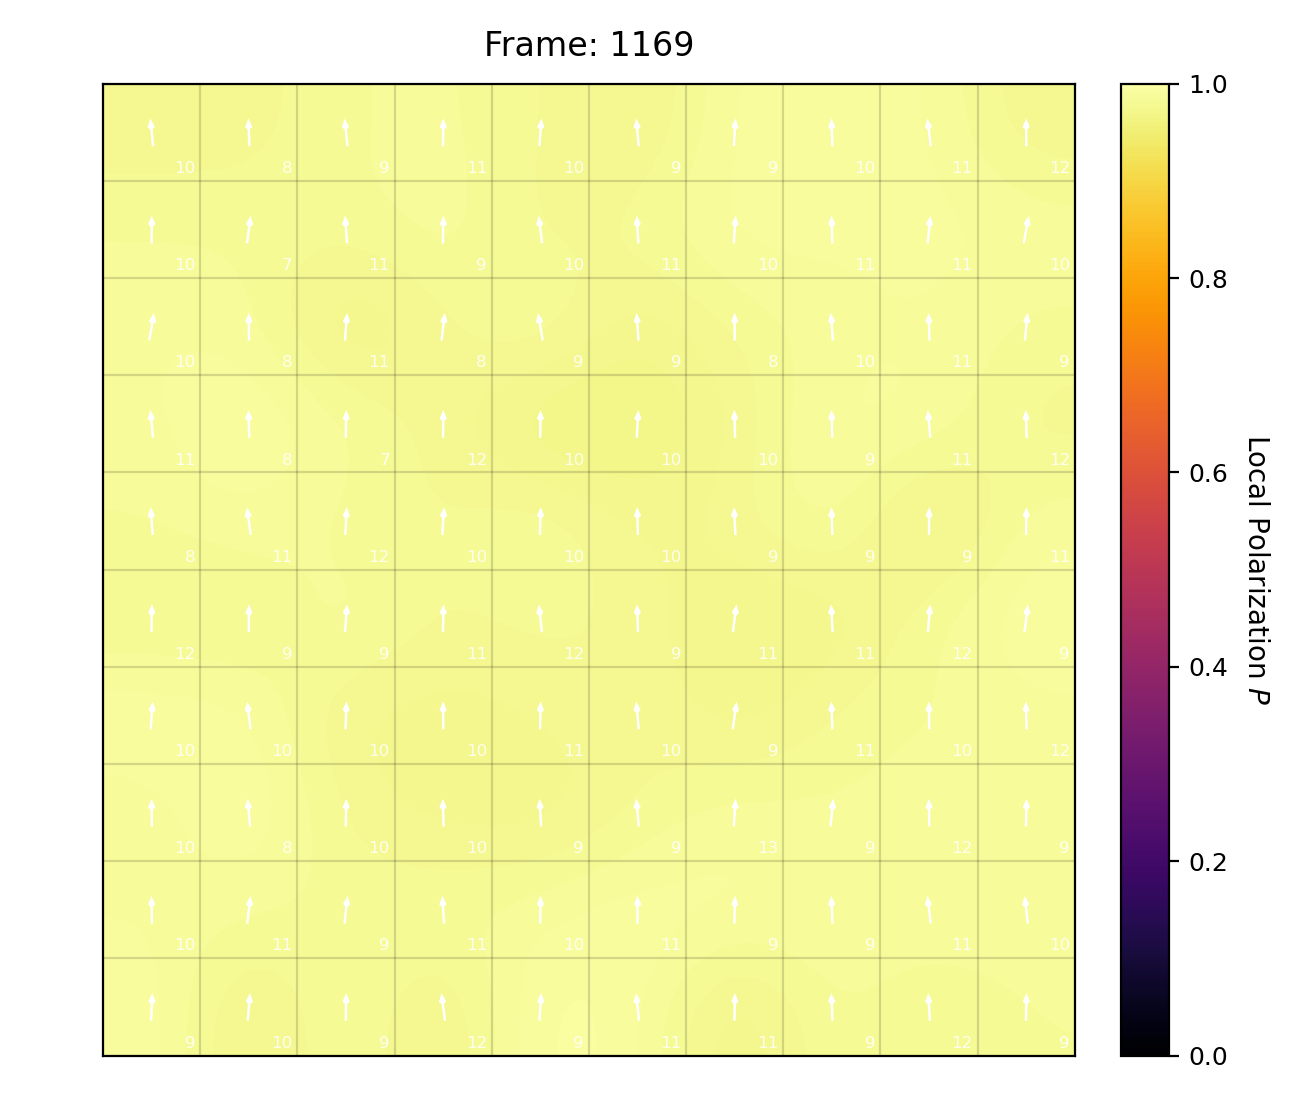 Frame: 1169
10 8 9 11 10 9 9 10 11 12
10 7 11 9 10 11 10 11 11 10
10 8 11 8 9 9 8 10 11 9
11 8 7 12 10 10 10 9 11 12
8 11 12 10 10 10 9 9 9 11
12 9 9 11 12 9 11 11 12 9
10 10 10 10 11 10 9 11 10 12
10 8 10 10 9 9 13 9 12 9
10 11 9 11 10 11 9 9 11 10
9 10 9 12 9 11 11 9 12 9
1.0
0.8
0.6
0.4
0.2
0.0
Local Polarization P